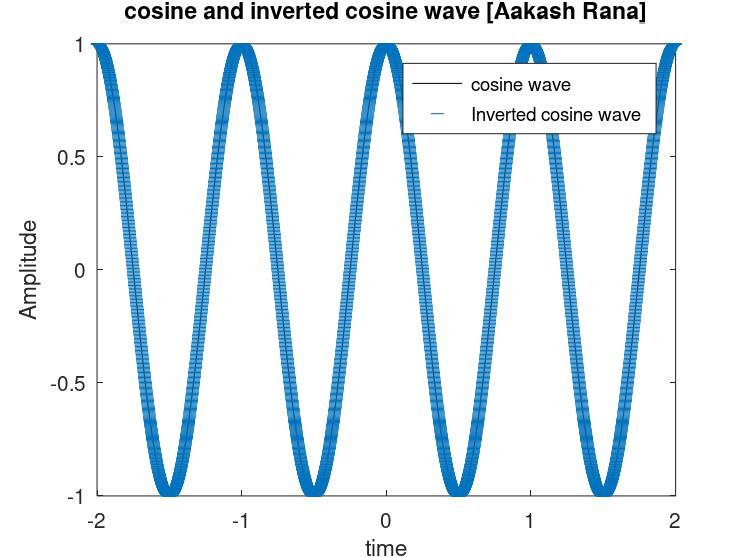 cosine and inverted cosine wave [Aakash Rana]
1
0.5
0
-0.5
-1
Amplitude
cosine wave
Inverted cosine wave
-2
-1
0
1
2
time